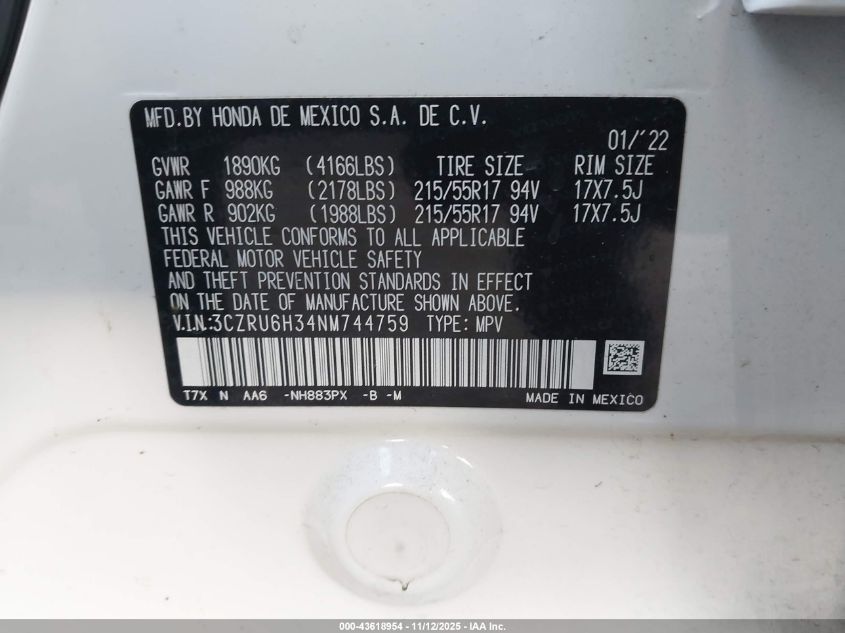 MFD.BY HONDA DE MEXICO S.A. DE C.V.
01/'22
GVWR 1890KG (4166LBS) TIRE SIZE RIM SIZE
GAWR F 988KG (2178LBS) 215/55R17 94V 17X7.5J
GAWR R 902KG (1988LBS) 215/55R17 94V 17X7.5J
THIS VEHICLE CONFORMS TO ALL APPLICABLE
FEDERAL MOTOR VEHICLE SAFETY
AND THEFT PREVENTION STANDARDS IN EFFECT
ON THE DATE OF MANUFACTURE SHOWN ABOVE.
V.I.N.:3CZRU6H34NM744759 TYPE: MPV
T7X N AA6 -NH883PX -B -M MADE IN MEXICO
000-43618954 - 11/12/2025 - IAA Inc.